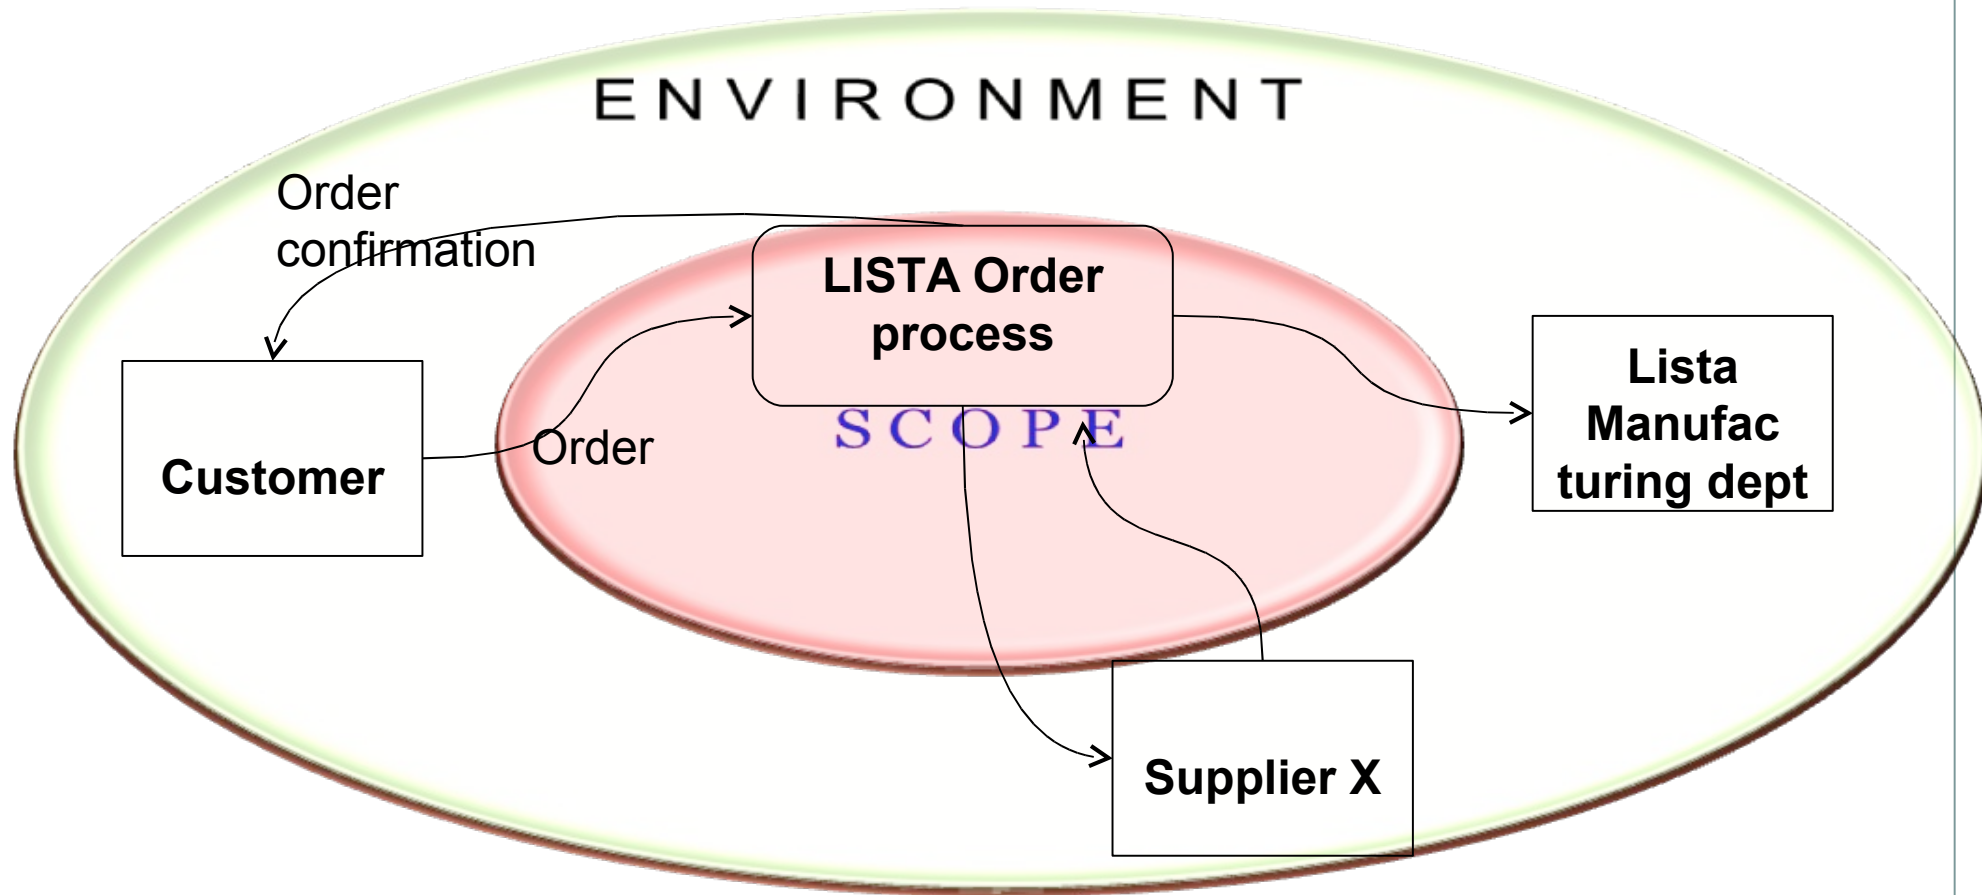 ENVIRONMENT
Order
confirmation
LISTA Order
process
Lista
Manufac
turing dept
SCOPE
Order
Customer
Supplier X